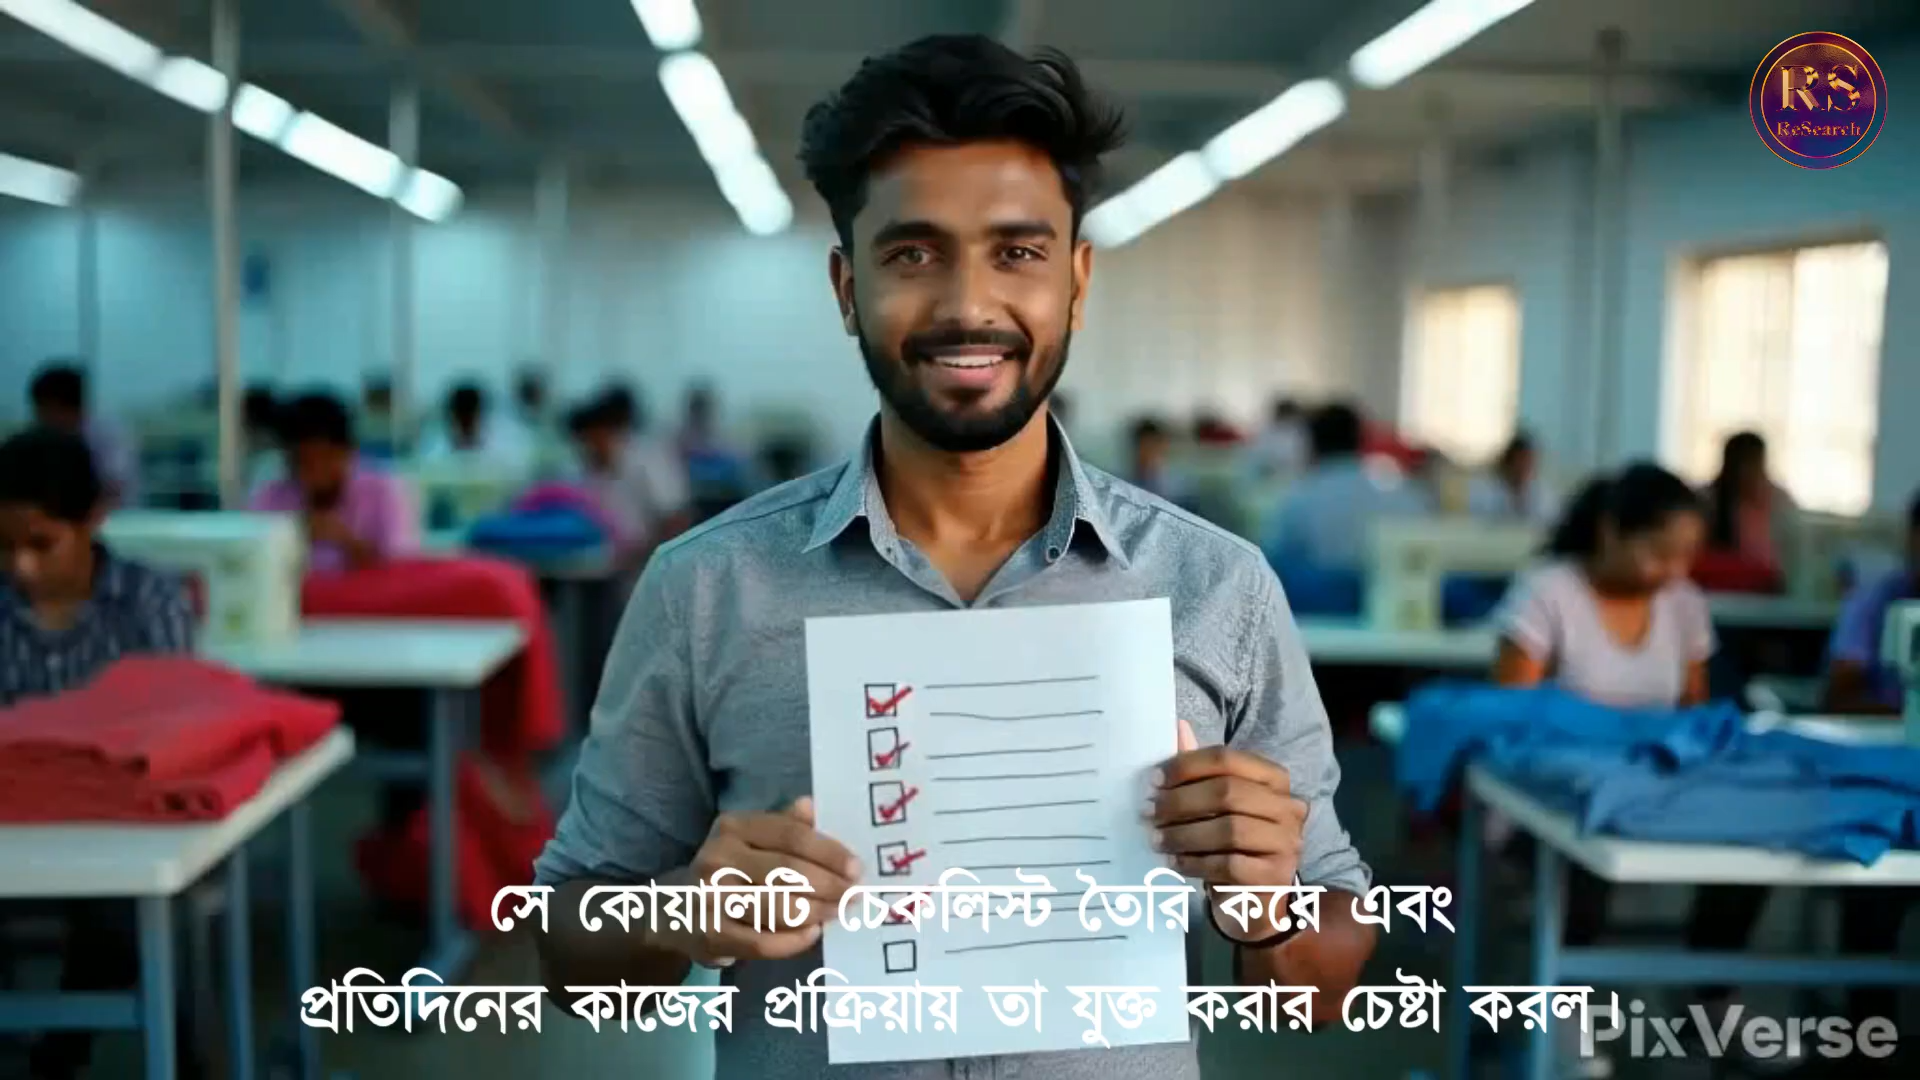 RS
ReSearch
সে কোয়ালিটি চেকলিস্ট তৈরি করে এবং
প্রতিদিনের কাজের প্রক্রিয়ায় তা যুক্ত করার চেষ্টা করল।
PixVerse